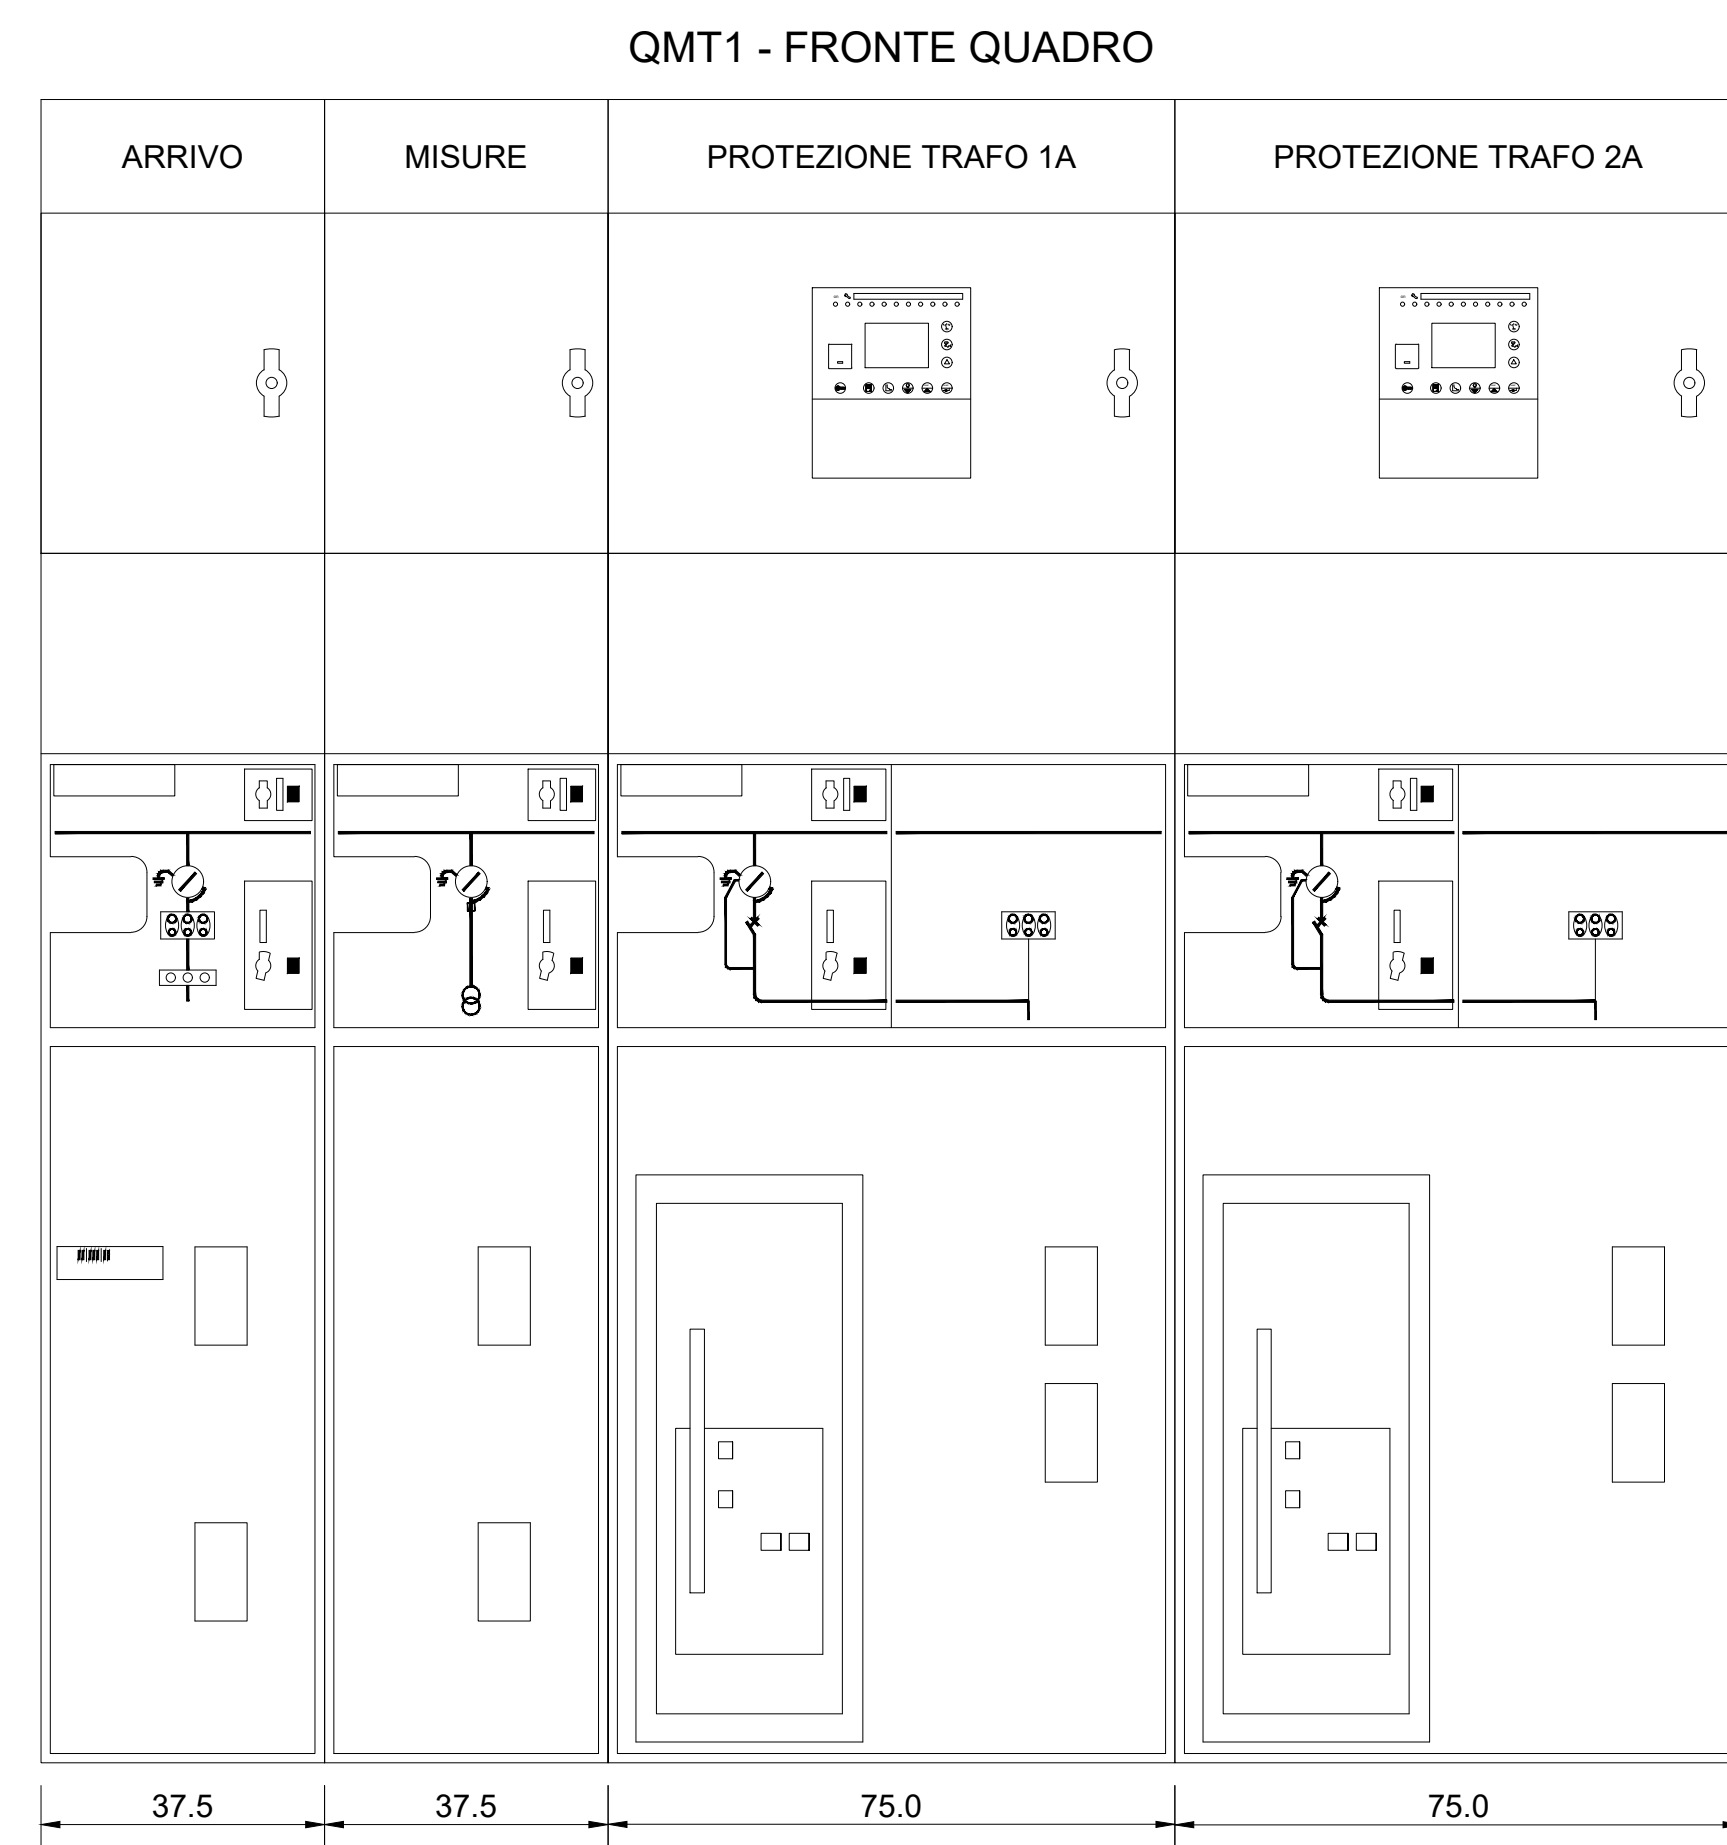 QMT1 - FRONTE QUADRO
ARRIVO
MISURE
PROTEZIONE TRAFO 1A
PROTEZIONE TRAFO 2A
37.5
37.5
75.0
75.0